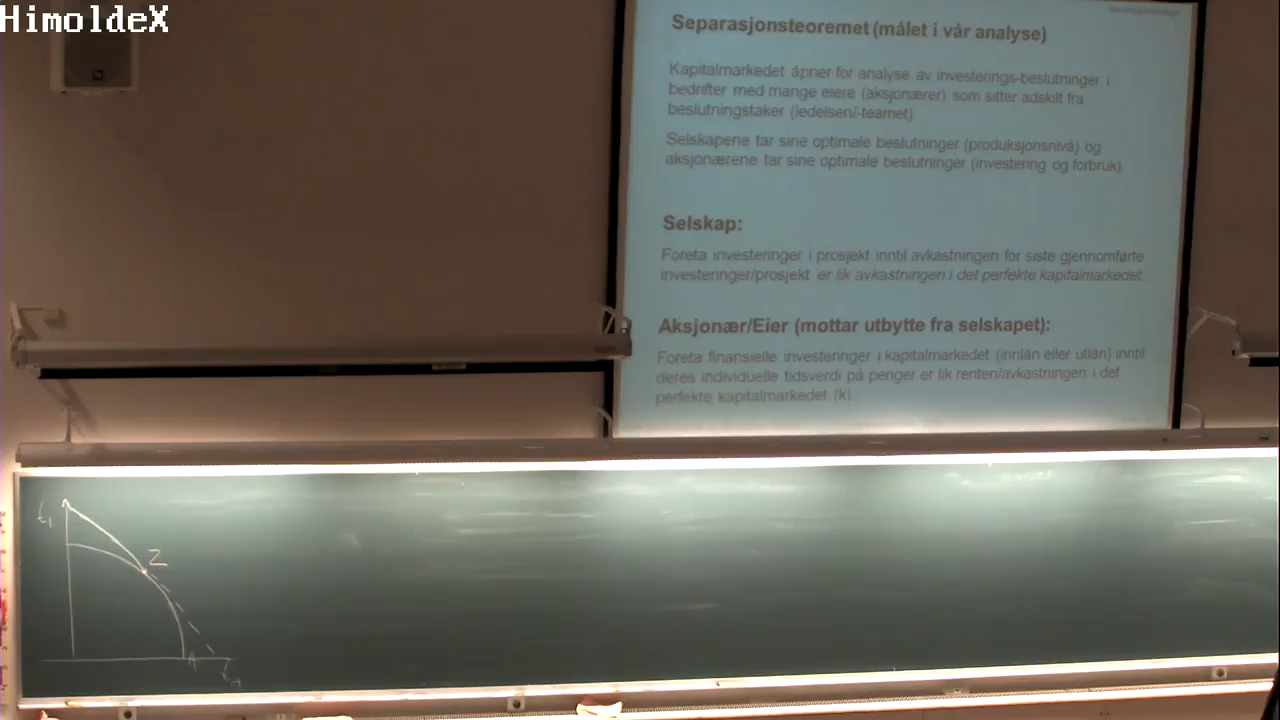 HimoldeX
Separasjonsteoremet (målet i vår analyse)
Kapitalmarkedet åpner for analyse av investerings-beslutninger i
bedrifter med mange eiere (aksjonærer) som sitter adskilt fra
beslutningstaker (ledelsen/-teamet)
Selskapene tar sine optimale beslutninger (produksjonsnivå) og
aksjonærene tar sine optimale beslutninger (investering og forbruk)
Selskap:
Foreta investeringer i prosjekt inntil avkastningen for siste gjennomførte
investeringer/prosjekt er lik avkastningen i det perfekte kapitalmarkedet.
Aksjonær/Eier (mottar utbytte fra selskapet):
Foreta finansielle investeringer i kapitalmarkedet (innlån eller utlån) inntil
deres individuelle tidsverdi på penger er lik renten/avkastningen i det
perfekte kapitalmarkedet (k).
t₁
Z
A
t₀